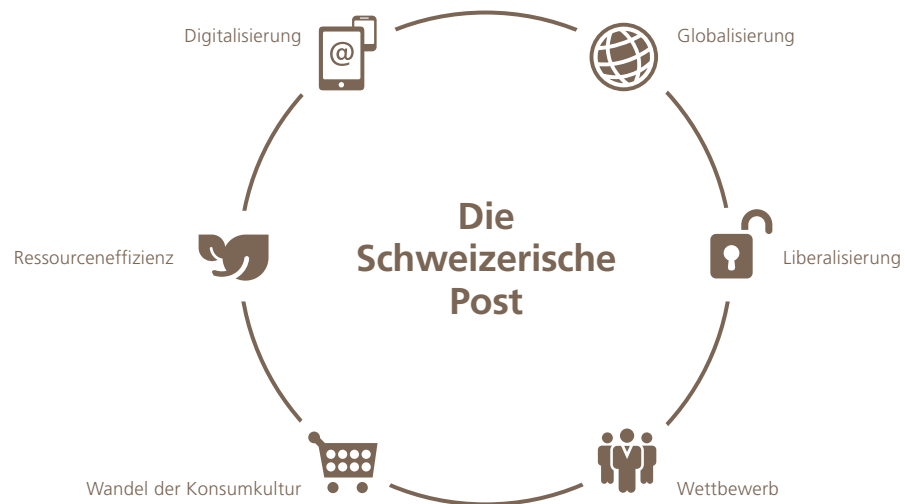 Digitalisierung
@
Globalisierung
Die
Schweizerische
Post
Ressourceneffizienz
Liberalisierung
Wandel der Konsumkultur
Wettbewerb